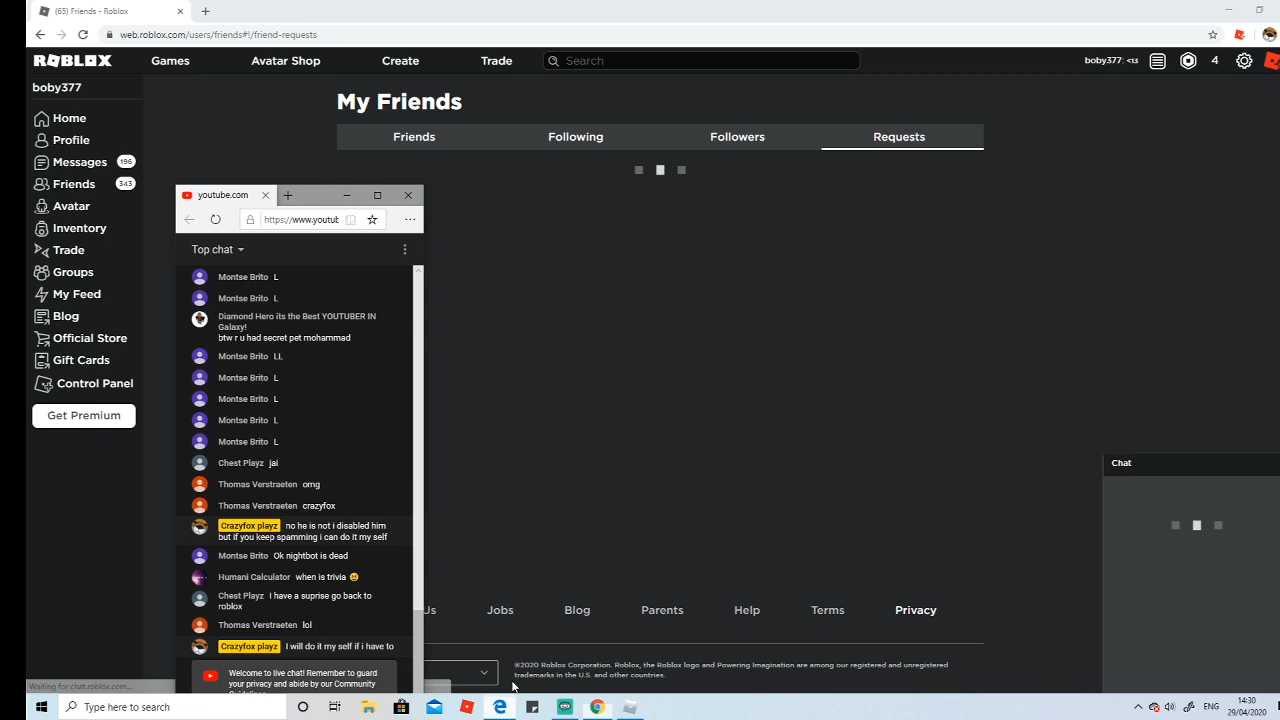 (65) Friends - Roblox
web.roblox.com/users/friends#!/friend-requests
ROBLOX
Games
Avatar Shop
Create
Trade
Search
boby377: <13
4
boby377
Home
Profile
Messages
196
Friends
343
Avatar
Inventory
Trade
Groups
My Feed
Blog
Official Store
Gift Cards
Control Panel
Get Premium
My Friends
Friends
Following
Followers
Requests
youtube.com
https://www.youtut
Top chat
Montse Brito L
Montse Brito L
Diamond Hero its the Best YOUTUBER IN
Galaxy!
btw r u had secret pet mohammad
Montse Brito LL
Montse Brito L
Montse Brito L
Montse Brito L
Montse Brito L
Chest Playz jai
Thomas Verstraeten omg
Thomas Verstraeten crazyfox
Crazyfox playz no he is not i disabled him
but if you keep spamming i can do it my self
Montse Brito Ok nightbot is dead
Humani Calculator when is trivia 😆
Chest Playz I have a suprise go back to
roblox
Thomas Verstraeten lol
Crazyfox playz I will do it my self if i have to
Welcome to live chat! Remember to guard
your privacy and abide by our Community
Guidelines
Chat
Us
Jobs
Blog
Parents
Help
Terms
Privacy
©2020 Roblox Corporation. Roblox, the Roblox logo and Powering Imagination are among our registered and unregistered
trademarks in the U.S. and other countries.
Waiting for chat.roblox.com...
Type here to search
ENG
14:30
29/04/2020